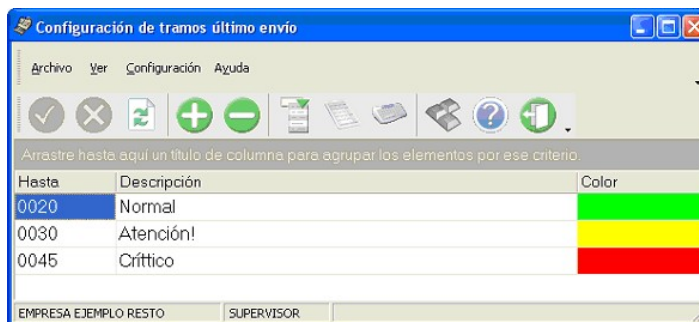 Configuración de tramos último envío
Archivo Ver Configuración Ayuda
Arrastre hasta aquí un título de columna para agrupar los elementos por ese criterio.
Hasta Descripción Color
0020 Normal
0030 Atención!
0045 Críttico
EMPRESA EJEMPLO RESTO SUPERVISOR